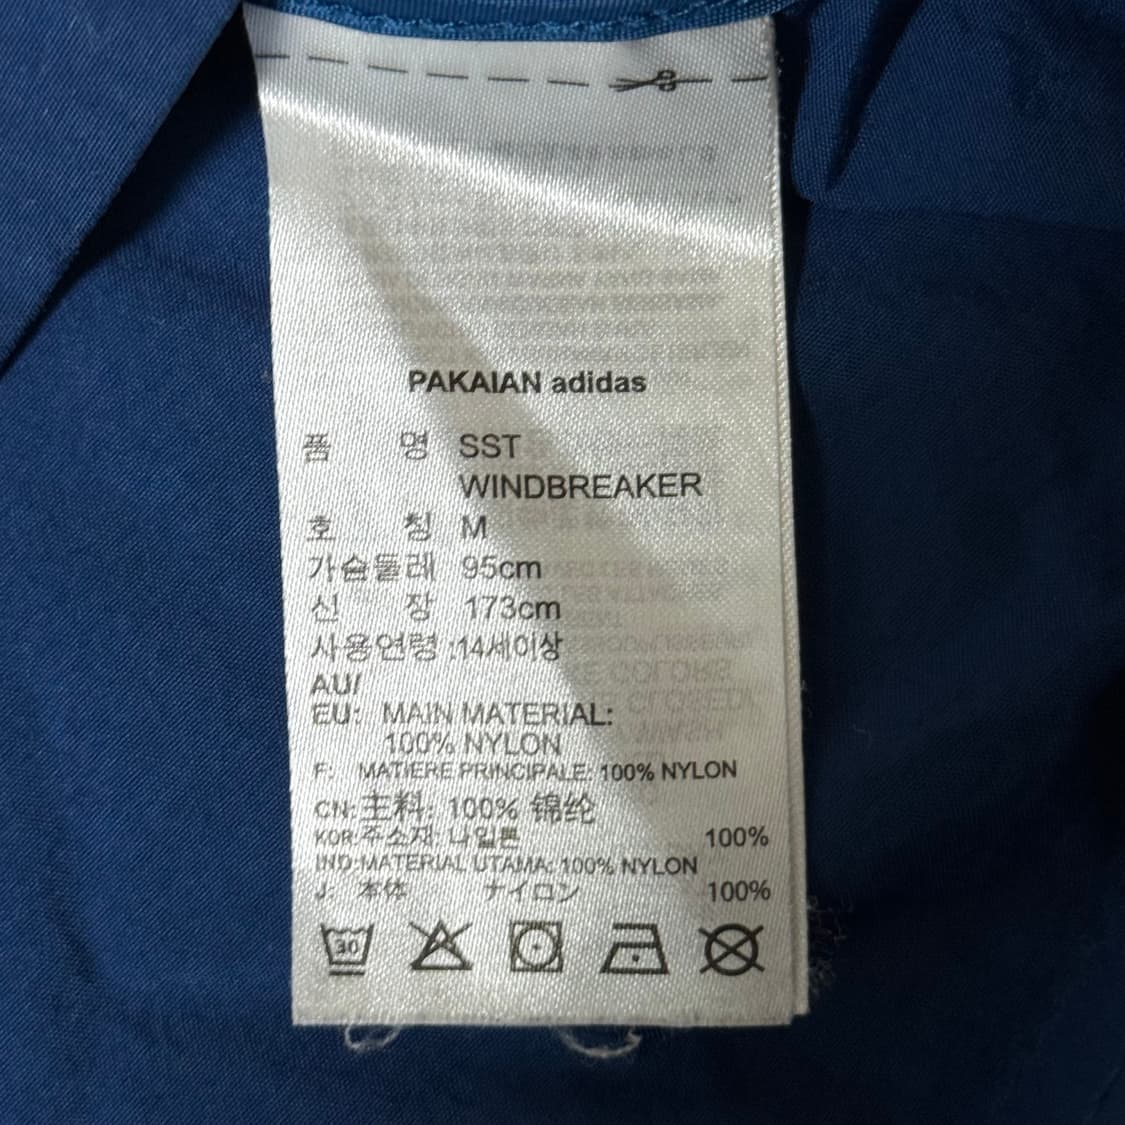 PAKAIAN adidas
품 명 SST
WINDBREAKER
호 칭 M
가슴둘레 95cm
신 장 173cm
사용연령 :14세이상
AU/
EU: MAIN MATERIAL:
100% NYLON
F: MATIERE PRINCIPALE: 100% NYLON
CN: 主料: 100% 锦纶
KOR:주소재: 나일론 100%
IND:MATERIAL UTAMA: 100% NYLON
J: 本体 ナイロン 100%
30